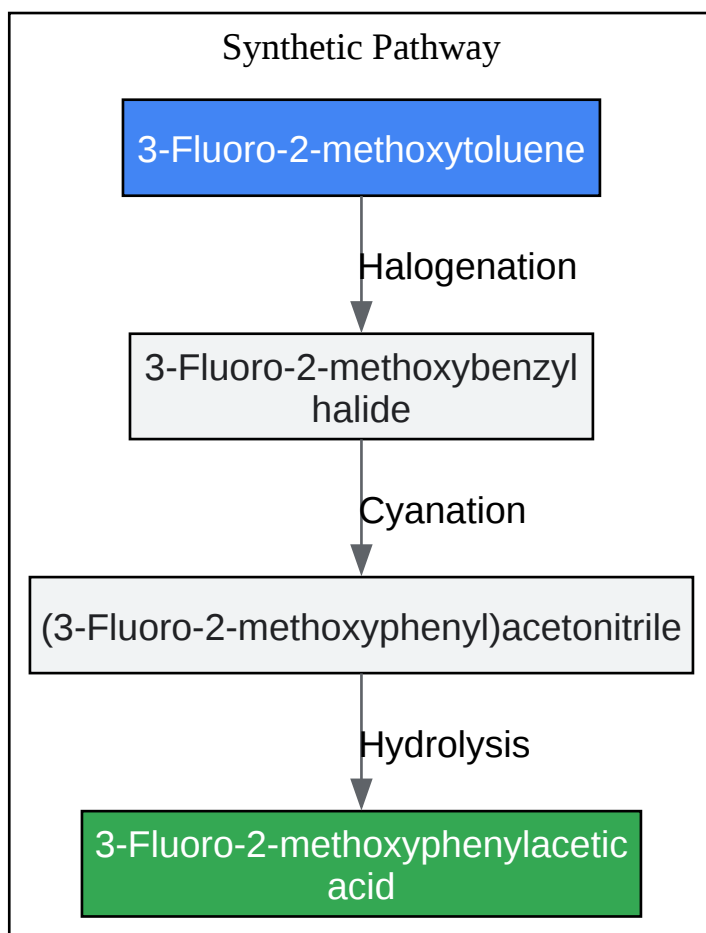 Synthetic Pathway
3-Fluoro-2-methoxytoluene
Halogenation
3-Fluoro-2-methoxybenzyl
halide
Cyanation
(3-Fluoro-2-methoxyphenyl)acetonitrile
Hydrolysis
3-Fluoro-2-methoxyphenylacetic
acid